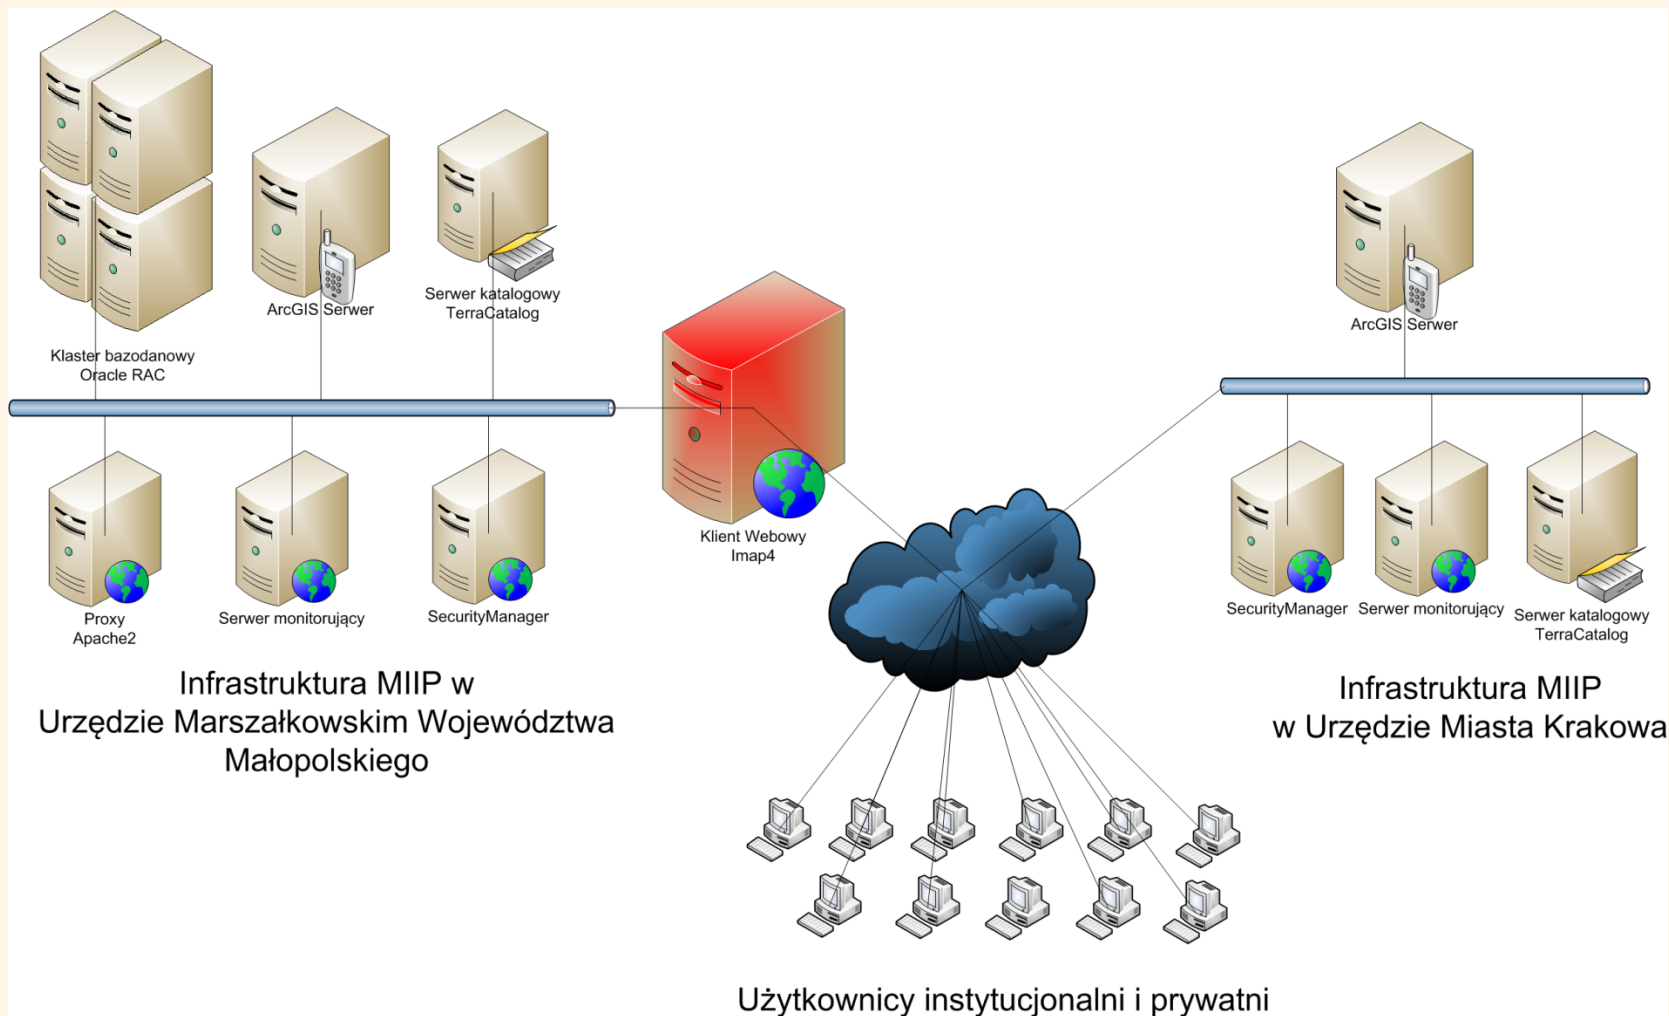 Klaster bazodanowy
Oracle RAC
ArcGIS Serwer
Serwer katalogowy
TerraCatalog
Proxy
Apache2
Serwer monitorujący
SecurityManager
Infrastruktura MIIP w
Urzędzie Marszałkowskim Województwa
Małopolskiego
Klient Webowy
Imap4
ArcGIS Serwer
SecurityManager
Serwer monitorujący
Serwer katalogowy
TerraCatalog
Infrastruktura MIIP
w Urzędzie Miasta Krakowa
Użytkownicy instytucjonalni i prywatni